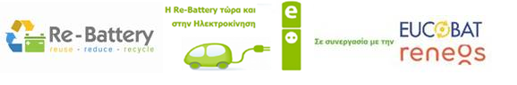 Re-Battery
reuse • reduce • recycle
Η Re-Battery τώρα και
στην Ηλεκτροκίνηση
e
Σε συνεργασία με την
EUCOBAT
reneos